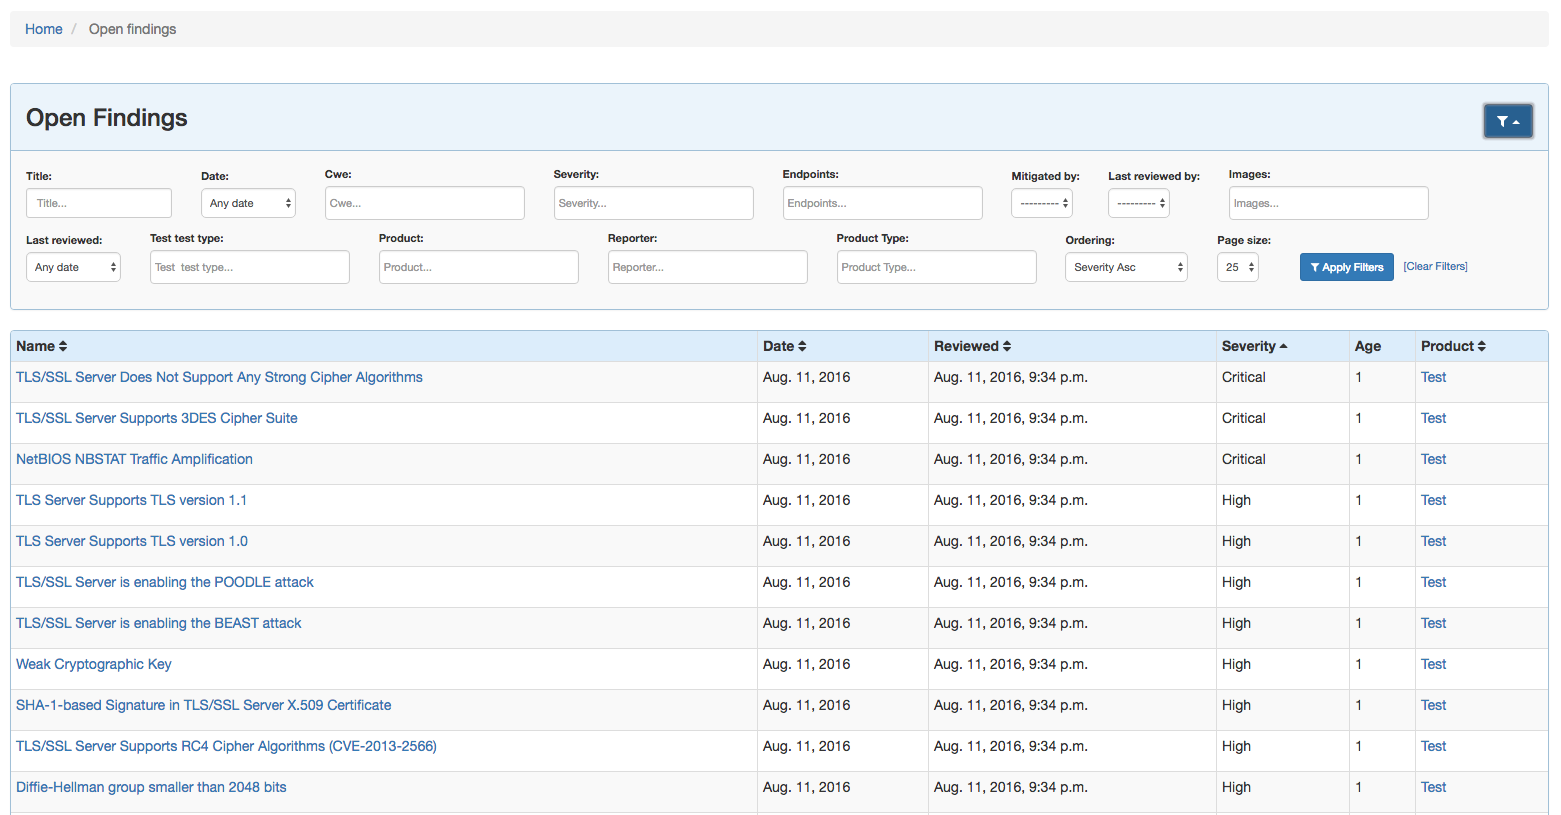 Home / Open findings
Open Findings
Title: Date: Cwe: Severity: Endpoints: Mitigated by: Last reviewed by: Images:
Title... Any date Cwe... Severity... Endpoints... --------- --------- Images...
Last reviewed: Test test type: Product: Reporter: Product Type: Ordering: Page size:
Any date Test test type... Product... Reporter... Product Type... Severity Asc 25 Apply Filters [Clear Filters]
Name Date Reviewed Severity Age Product
TLS/SSL Server Does Not Support Any Strong Cipher Algorithms Aug. 11, 2016 Aug. 11, 2016, 9:34 p.m. Critical 1 Test
TLS/SSL Server Supports 3DES Cipher Suite Aug. 11, 2016 Aug. 11, 2016, 9:34 p.m. Critical 1 Test
NetBIOS NBSTAT Traffic Amplification Aug. 11, 2016 Aug. 11, 2016, 9:34 p.m. Critical 1 Test
TLS Server Supports TLS version 1.1 Aug. 11, 2016 Aug. 11, 2016, 9:34 p.m. High 1 Test
TLS Server Supports TLS version 1.0 Aug. 11, 2016 Aug. 11, 2016, 9:34 p.m. High 1 Test
TLS/SSL Server is enabling the POODLE attack Aug. 11, 2016 Aug. 11, 2016, 9:34 p.m. High 1 Test
TLS/SSL Server is enabling the BEAST attack Aug. 11, 2016 Aug. 11, 2016, 9:34 p.m. High 1 Test
Weak Cryptographic Key Aug. 11, 2016 Aug. 11, 2016, 9:34 p.m. High 1 Test
SHA-1-based Signature in TLS/SSL Server X.509 Certificate Aug. 11, 2016 Aug. 11, 2016, 9:34 p.m. High 1 Test
TLS/SSL Server Supports RC4 Cipher Algorithms (CVE-2013-2566) Aug. 11, 2016 Aug. 11, 2016, 9:34 p.m. High 1 Test
Diffie-Hellman group smaller than 2048 bits Aug. 11, 2016 Aug. 11, 2016, 9:34 p.m. High 1 Test